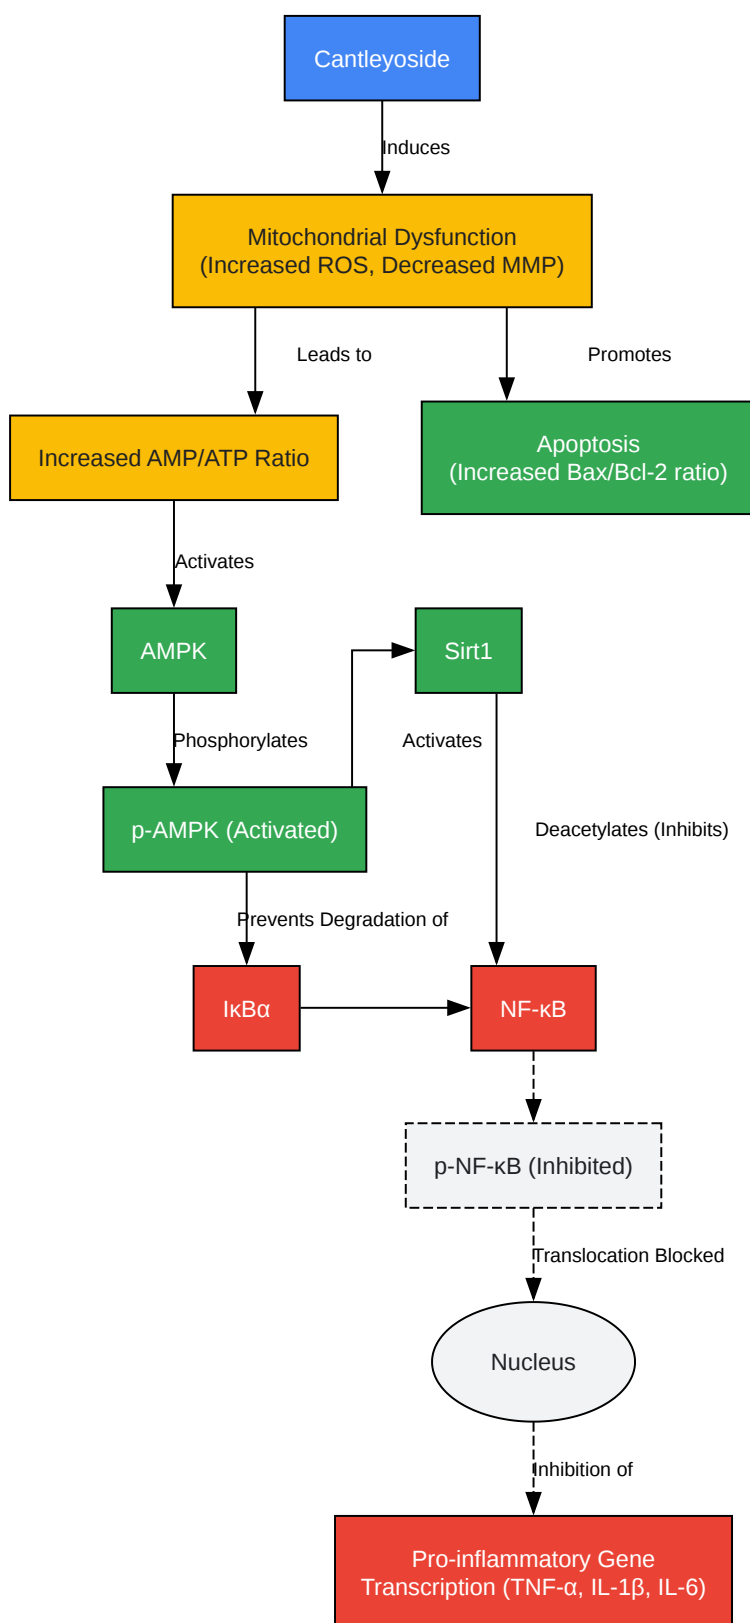 Cantleyoside
Induces
Mitochondrial Dysfunction
(Increased ROS, Decreased MMP)
Leads to
Promotes
Increased AMP/ATP Ratio
Apoptosis
(Increased Bax/Bcl-2 ratio)
Activates
AMPK
Sirt1
Phosphorylates
Activates
p-AMPK (Activated)
Deacetylates (Inhibits)
Prevents Degradation of
IκBα
NF-κB
p-NF-κB (Inhibited)
Translocation Blocked
Nucleus
Inhibition of
Pro-inflammatory Gene
Transcription (TNF-α, IL-1β, IL-6)